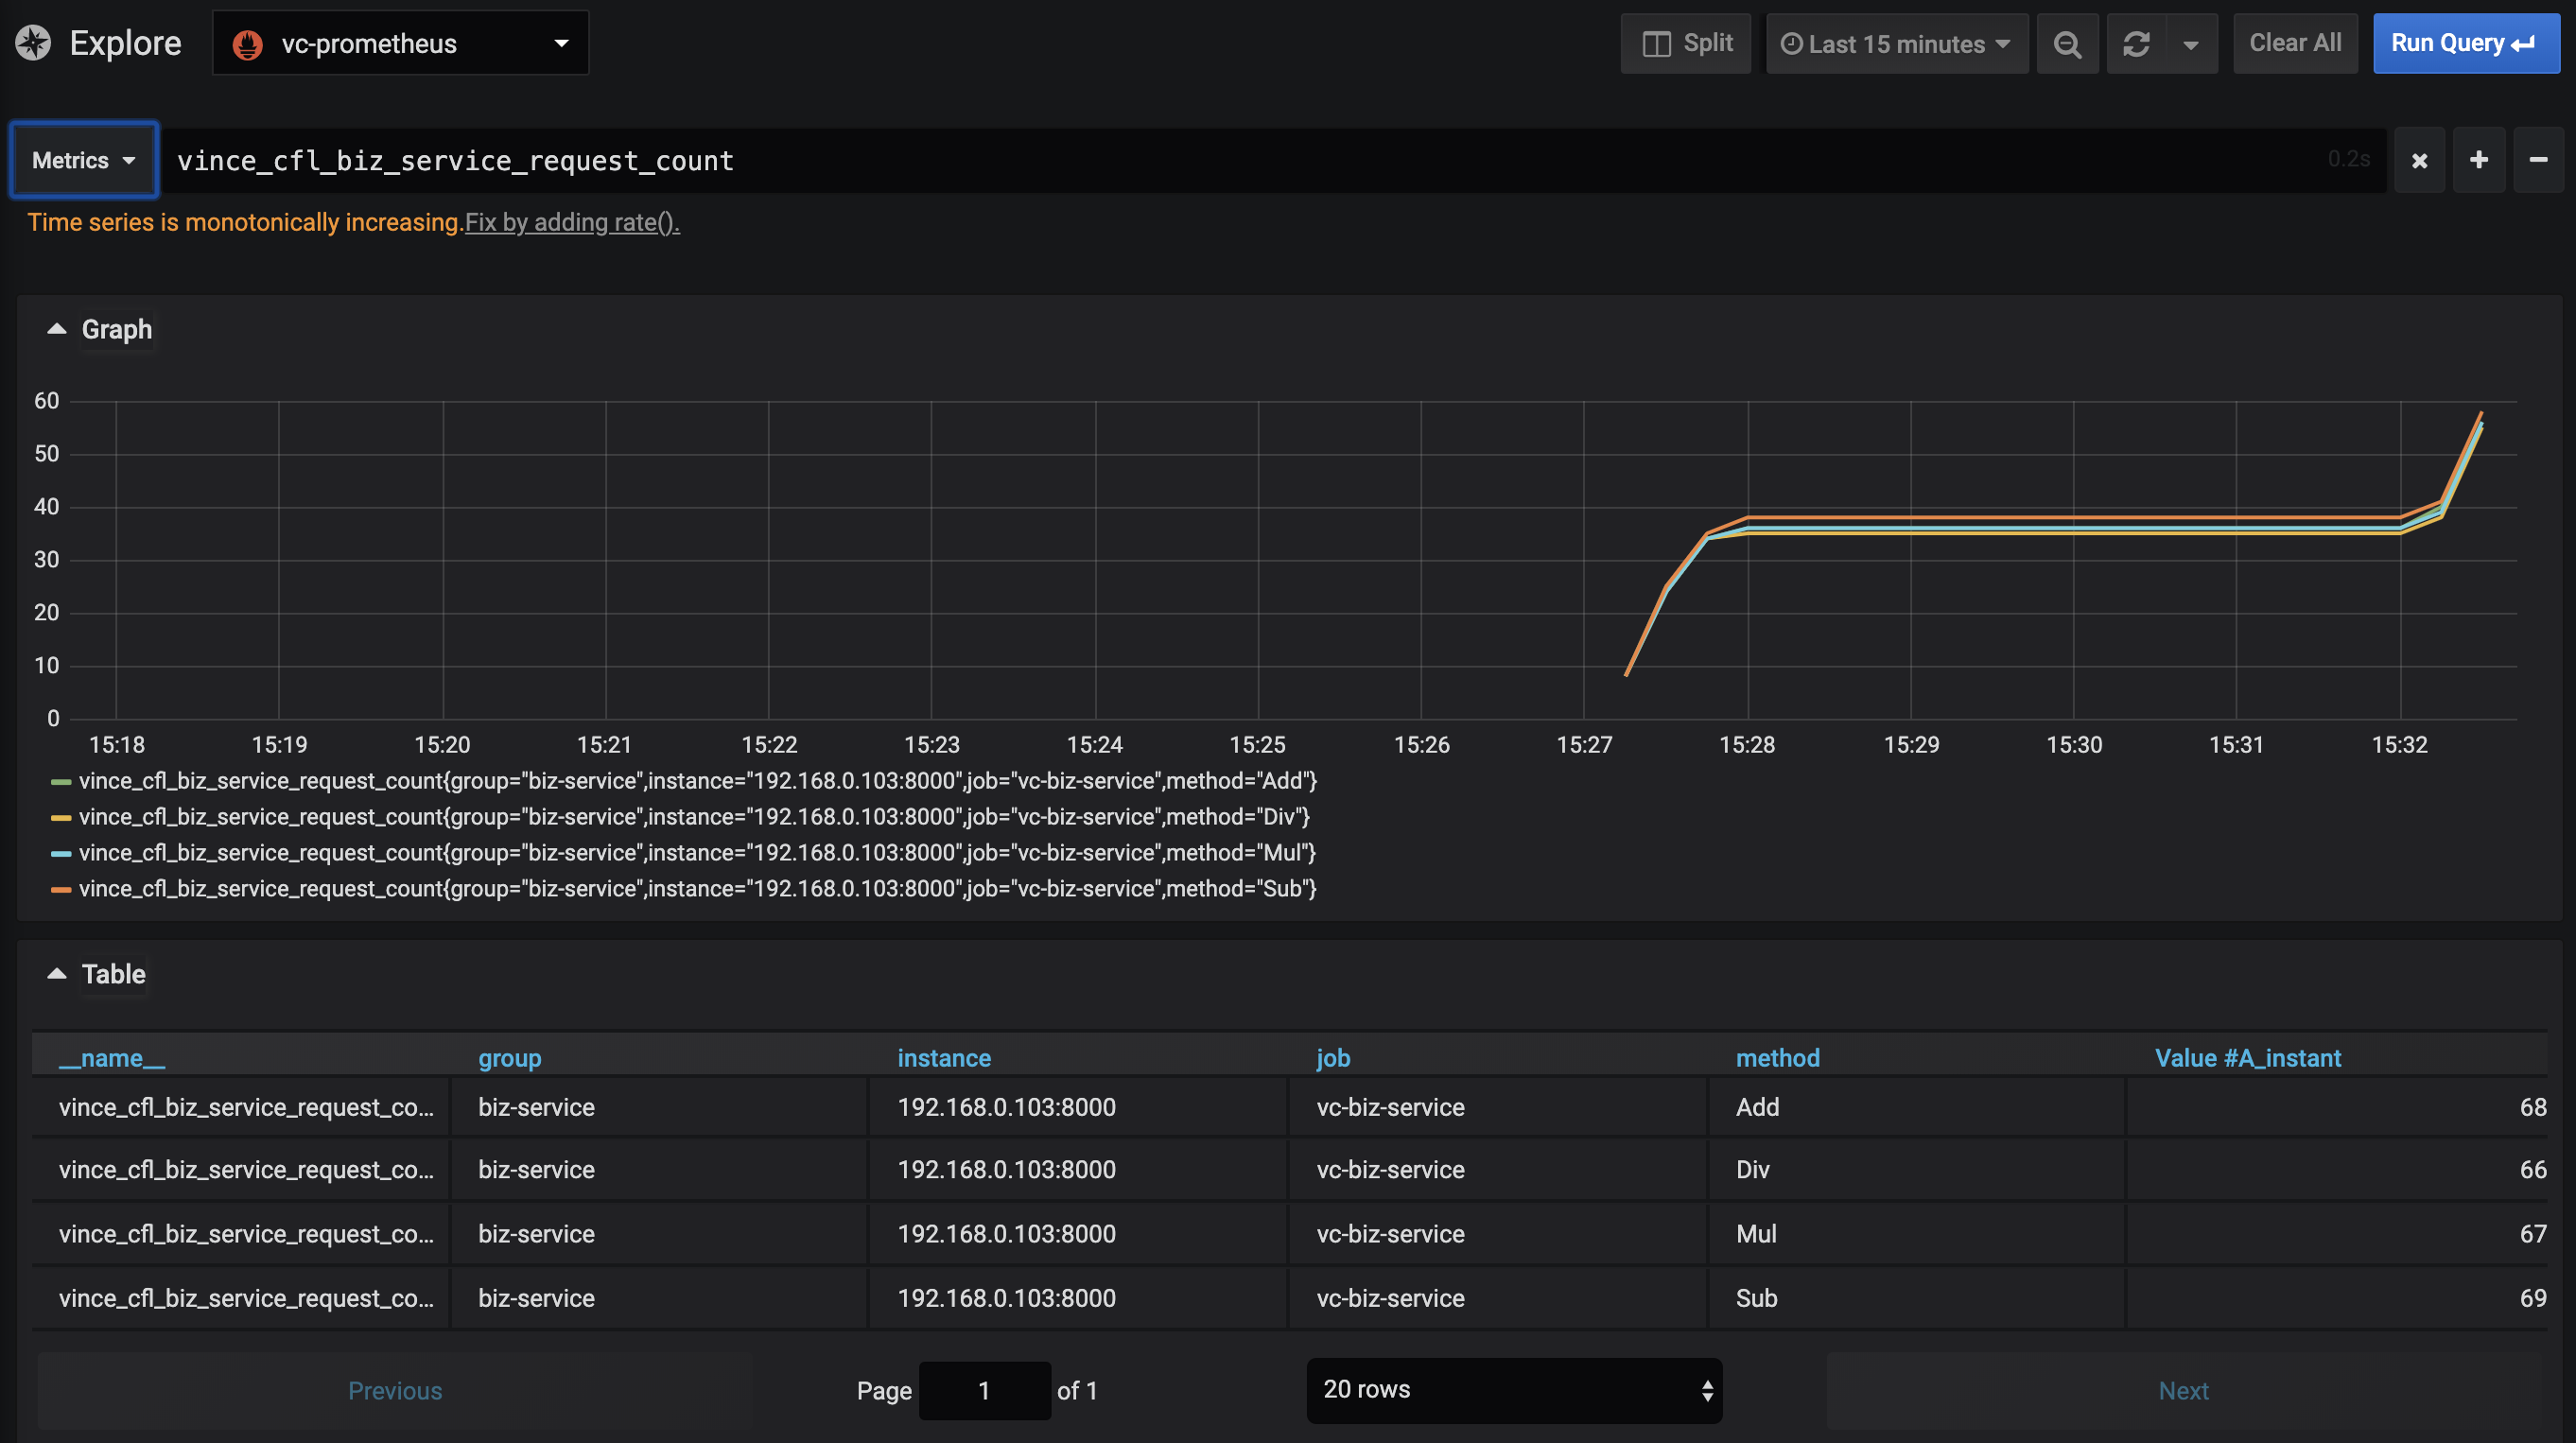 Explore vc-prometheus Split Last 15 minutes Clear All Run Query
Metrics vince_cfl_biz_service_request_count 0.2s
Time series is monotonically increasing. Fix by adding rate().
Graph
60
50
40
30
20
10
0
15:18 15:19 15:20 15:21 15:22 15:23 15:24 15:25 15:26 15:27 15:28 15:29 15:30 15:31 15:32
vince_cfl_biz_service_request_count{group="biz-service",instance="192.168.0.103:8000",job="vc-biz-service",method="Add"}
vince_cfl_biz_service_request_count{group="biz-service",instance="192.168.0.103:8000",job="vc-biz-service",method="Div"}
vince_cfl_biz_service_request_count{group="biz-service",instance="192.168.0.103:8000",job="vc-biz-service",method="Mul"}
vince_cfl_biz_service_request_count{group="biz-service",instance="192.168.0.103:8000",job="vc-biz-service",method="Sub"}
Table
__name__ group instance job method Value #A_instant
vince_cfl_biz_service_request_co... biz-service 192.168.0.103:8000 vc-biz-service Add 68
vince_cfl_biz_service_request_co... biz-service 192.168.0.103:8000 vc-biz-service Div 66
vince_cfl_biz_service_request_co... biz-service 192.168.0.103:8000 vc-biz-service Mul 67
vince_cfl_biz_service_request_co... biz-service 192.168.0.103:8000 vc-biz-service Sub 69
Previous Page 1 of 1 20 rows Next